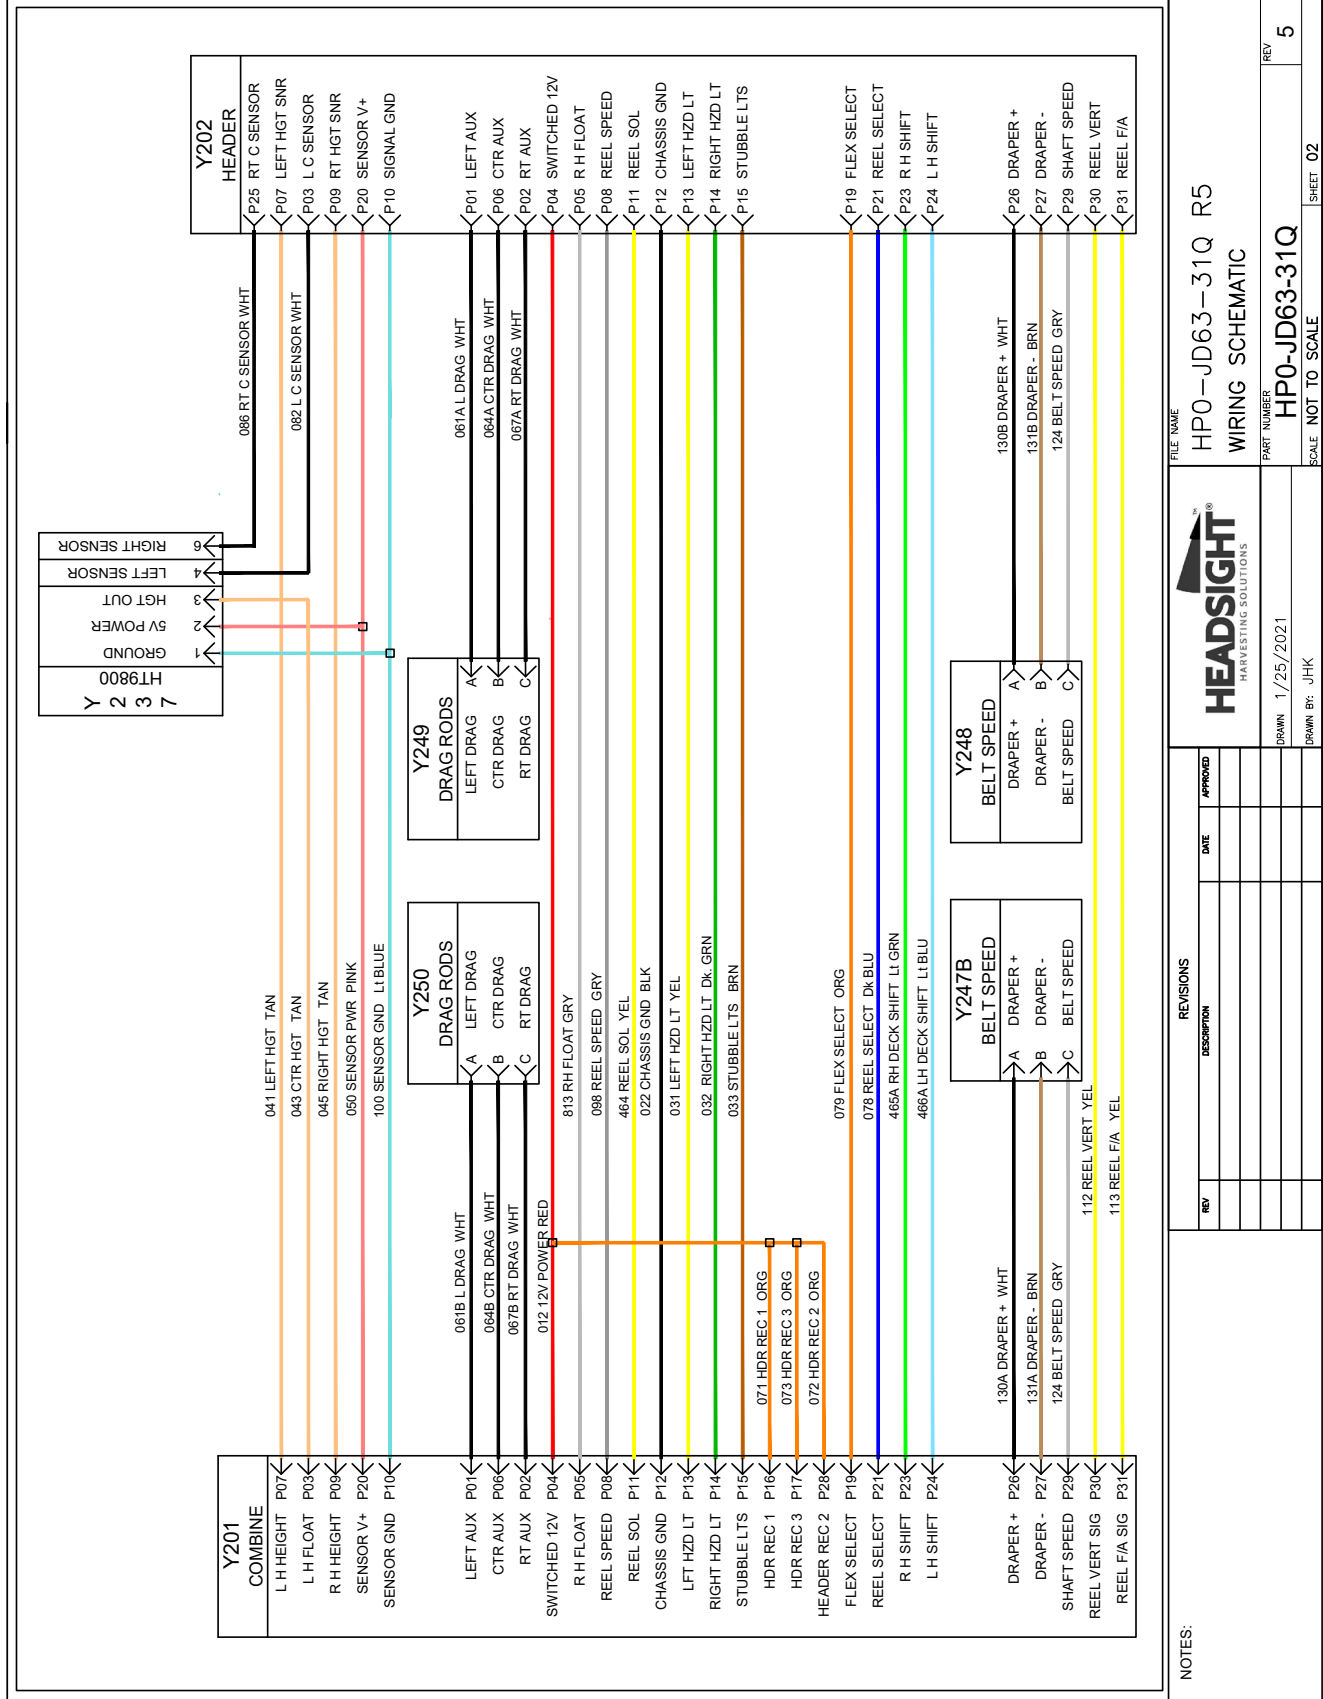 Y201
COMBINE
L H HEIGHT P07
L H FLOAT P03
R H HEIGHT P09
SENSOR V+ P20
SENSOR GND P10
LEFT AUX P01
CTR AUX P06
RT AUX P02
SWITCHED 12V P04
R H FLOAT P05
REEL SPEED P08
REEL SOL P11
CHASSIS GND P12
LFT HZD LT P13
RIGHT HZD LT P14
STUBBLE LTS P15
HDR REC 1 P16
HDR REC 3 P17
HEADER REC 2 P28
FLEX SELECT P19
REEL SELECT P21
R H SHIFT P23
L H SHIFT P24
DRAPER + P26
DRAPER - P27
SHAFT SPEED P29
REEL VERT SIG P30
REEL F/A SIG P31
041 LEFT HGT TAN
043 CTR HGT TAN
045 RIGHT HGT TAN
050 SENSOR PWR PINK
100 SENSOR GND Lt BLUE
061B L DRAG WHT
064B CTR DRAG WHT
067B RT DRAG WHT
012 12V POWER RED
813 RH FLOAT GRY
098 REEL SPEED GRY
464 REEL SOL YEL
022 CHASSIS GND BLK
031 LEFT HZD LT YEL
032 RIGHT HZD LT Dk. GRN
033 STUBBLE LTS BRN
071 HDR REC 1 ORG
073 HDR REC 3 ORG
072 HDR REC 2 ORG
079 FLEX SELECT ORG
078 REEL SELECT Dk BLU
465A RH DECK SHIFT Lt GRN
466A LH DECK SHIFT Lt BLU
130A DRAPER + WHT
131A DRAPER - BRN
124 BELT SPEED GRY
112 REEL VERT YEL
113 REEL F/A YEL
Y250
DRAG RODS
A LEFT DRAG
B CTR DRAG
C RT DRAG
Y247B
BELT SPEED
A DRAPER +
B DRAPER -
C BELT SPEED
Y249
DRAG RODS
LEFT DRAG A
CTR DRAG B
RT DRAG C
Y248
BELT SPEED
DRAPER + A
DRAPER - B
BELT SPEED C
Y
2
3
7
HT9800
1 GROUND
2 5V POWER
3 HGT OUT
4 LEFT SENSOR
6 RIGHT SENSOR
086 RT C SENSOR WHT
082 L C SENSOR WHT
061A L DRAG WHT
064A CTR DRAG WHT
067A RT DRAG WHT
130B DRAPER + WHT
131B DRAPER - BRN
124 BELT SPEED GRY
Y202
HEADER
P25 RT C SENSOR
P07 LEFT HGT SNR
P03 L C SENSOR
P09 RT HGT SNR
P20 SENSOR V+
P10 SIGNAL GND
P01 LEFT AUX
P06 CTR AUX
P02 RT AUX
P04 SWITCHED 12V
P05 R H FLOAT
P08 REEL SPEED
P11 REEL SOL
P12 CHASSIS GND
P13 LEFT HZD LT
P14 RIGHT HZD LT
P15 STUBBLE LTS
P19 FLEX SELECT
P21 REEL SELECT
P23 R H SHIFT
P24 L H SHIFT
P26 DRAPER +
P27 DRAPER -
P29 SHAFT SPEED
P30 REEL VERT
P31 REEL F/A
NOTES:
REVISIONS
REV DESCRIPTION DATE APPROVED
HEADSIGHT®
™
HARVESTING SOLUTIONS
DRAWN 1/25/2021
DRAWN BY: JHK
FILE NAME
HP0-JD63-31Q R5
WIRING SCHEMATIC
PART NUMBER
HP0-JD63-31Q
REV 5
SCALE NOT TO SCALE
SHEET 02